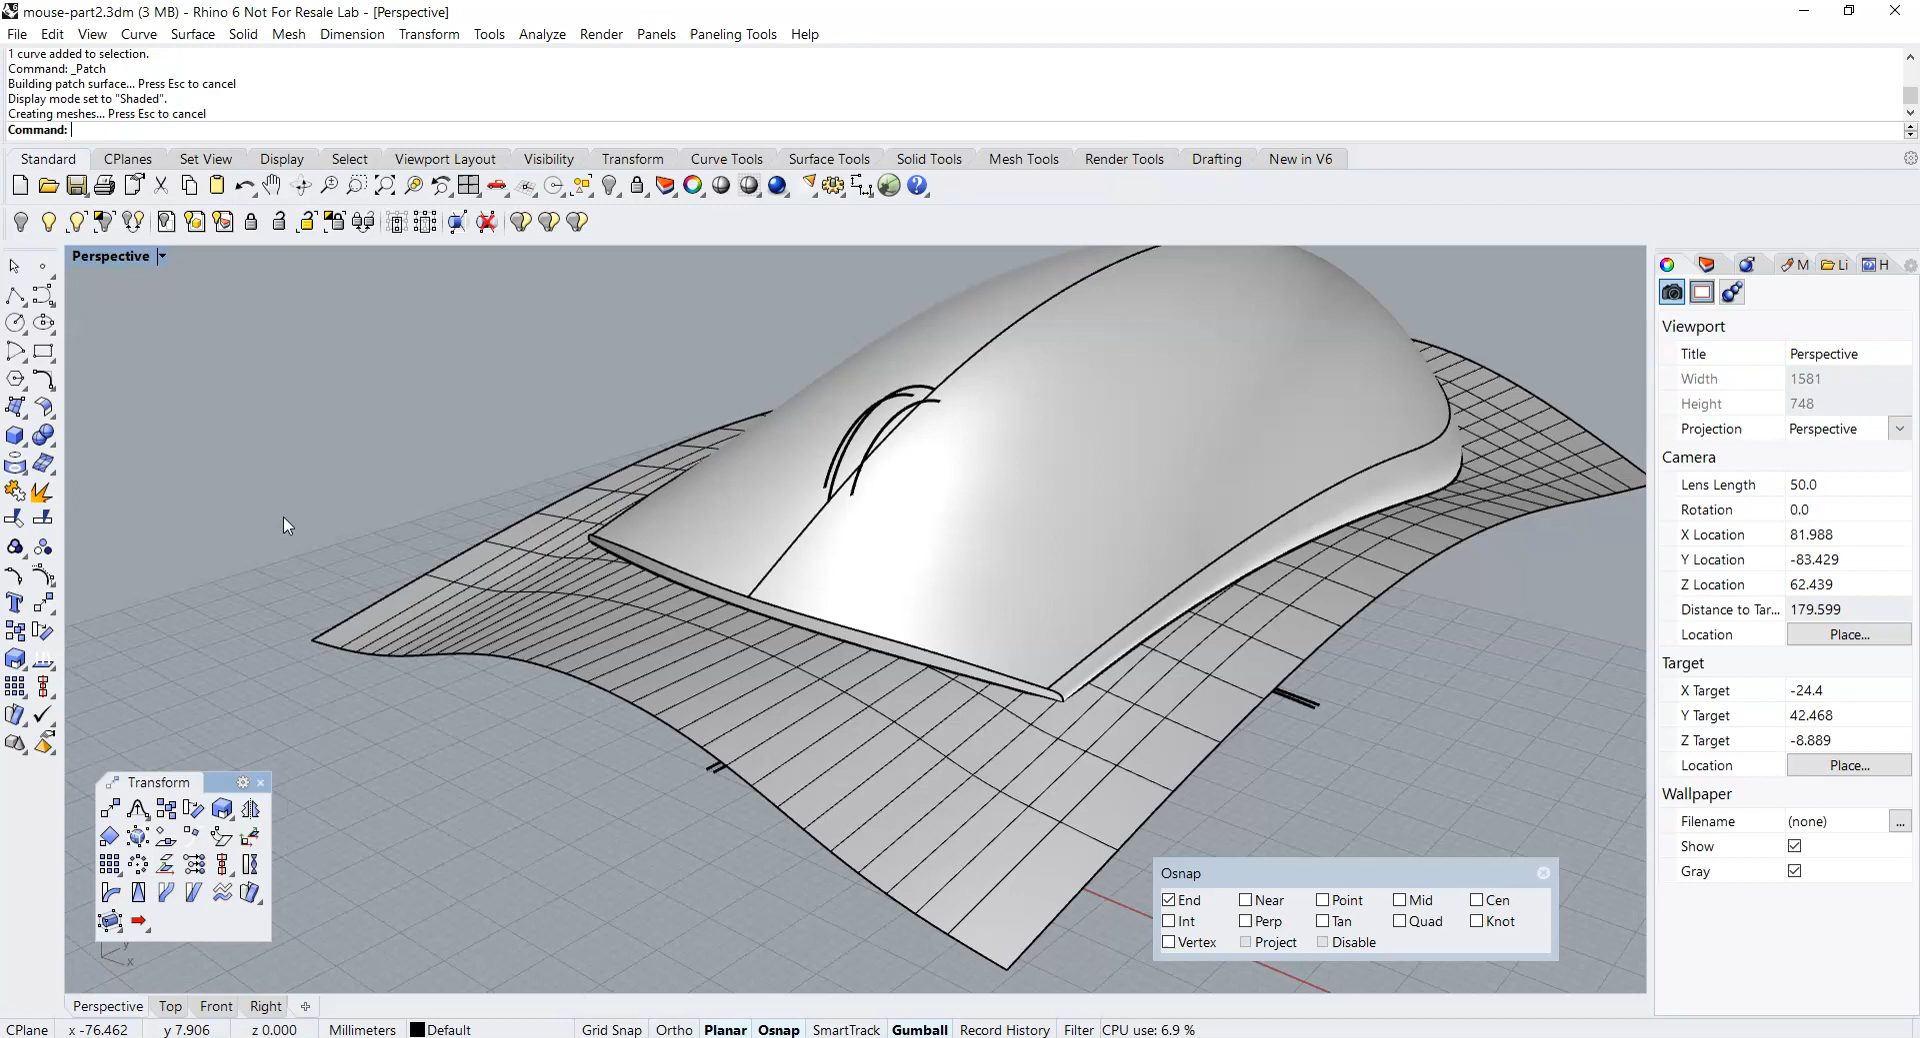 mouse-part2.3dm (3 MB) - Rhino 6 Not For Resale Lab - [Perspective]
File Edit View Curve Surface Solid Mesh Dimension Transform Tools Analyze Render Panels Paneling Tools Help
1 curve added to selection.
Command: _Patch
Building patch surface... Press Esc to cancel
Display mode set to "Shaded".
Creating meshes... Press Esc to cancel
Command:
Standard CPlanes Set View Display Select Viewport Layout Visibility Transform Curve Tools Surface Tools Solid Tools Mesh Tools Render Tools Drafting New in V6
Perspective
M Li H
Viewport
Title Perspective
Width 1581
Height 748
Projection Perspective
Camera
Lens Length 50.0
Rotation 0.0
X Location 81.988
Y Location -83.429
Z Location 62.439
Distance to Tar... 179.599
Location Place...
Target
X Target -24.4
Y Target 42.468
Z Target -8.889
Location Place...
Wallpaper
Filename (none) ...
Show
Gray
Transform
y
x
Osnap
End Near Point Mid Cen
Int Perp Tan Quad Knot
Vertex Project Disable
Perspective Top Front Right
CPlane x -76.462 y 7.906 z 0.000 Millimeters Default Grid Snap Ortho Planar Osnap SmartTrack Gumball Record History Filter CPU use: 6.9 %